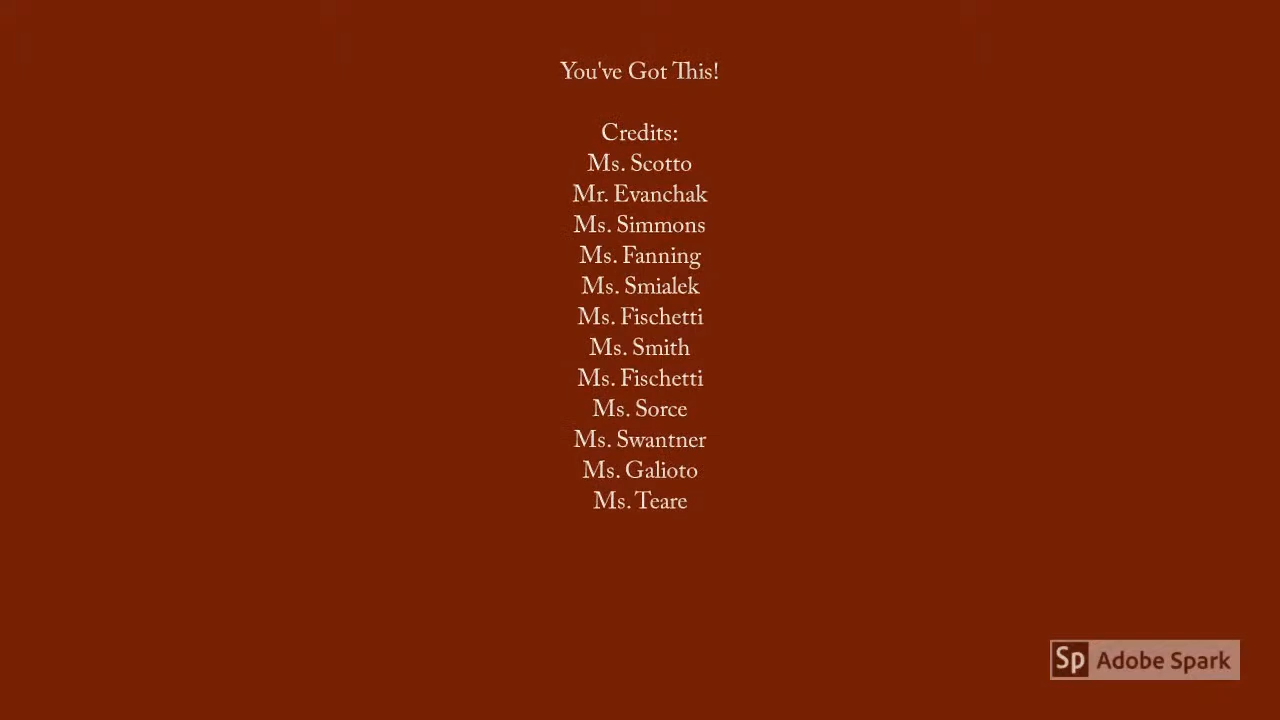 You've Got This!
Credits:
Ms. Scotto
Mr. Evanchak
Ms. Simmons
Ms. Fanning
Ms. Smialek
Ms. Fischetti
Ms. Smith
Ms. Fischetti
Ms. Sorce
Ms. Swantner
Ms. Galioto
Ms. Teare
Sp Adobe Spark